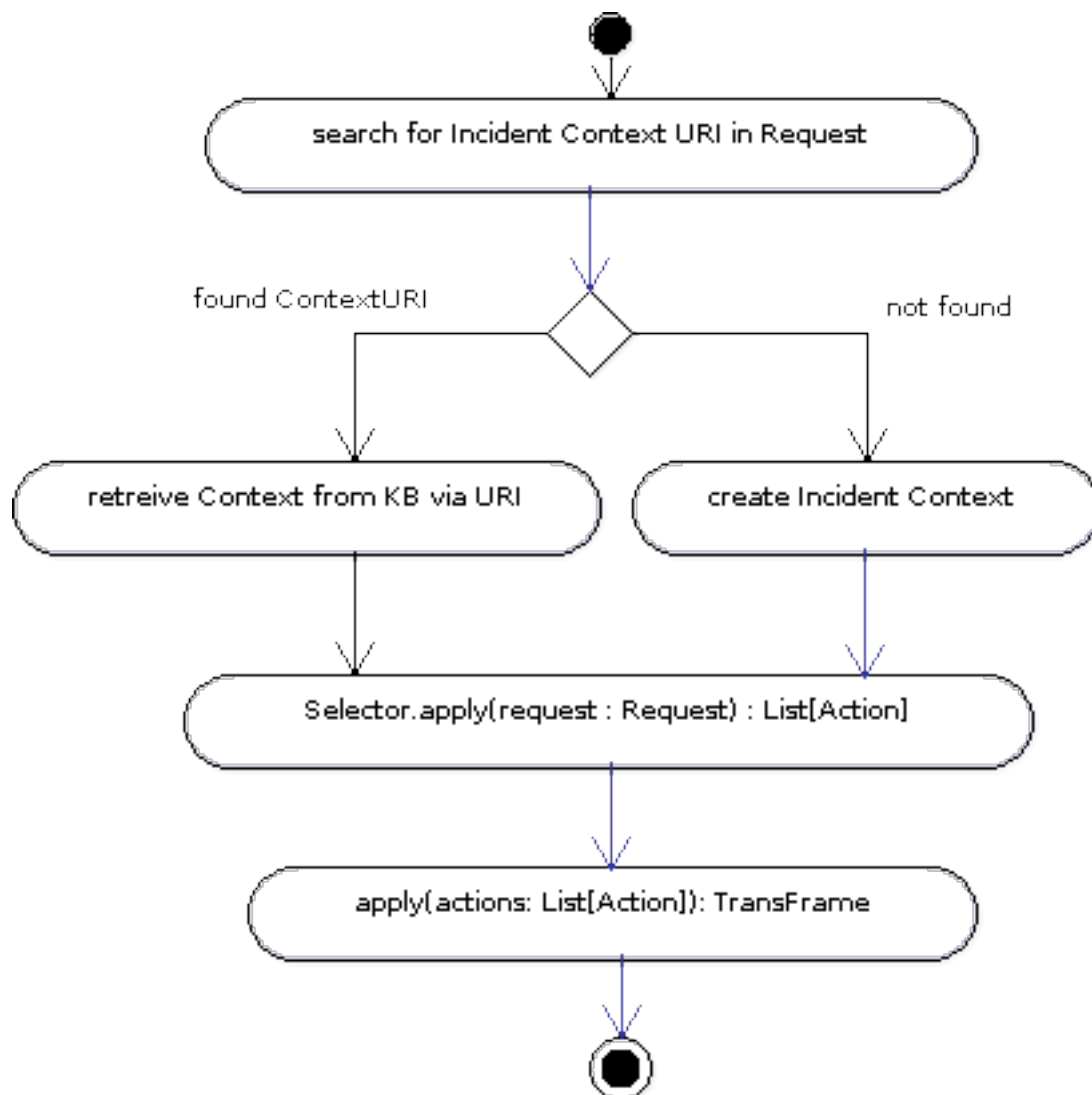 search for Incident Context URI in Request
found ContextURI
not found
retreive Context from KB via URI
create Incident Context
Selector.apply(request : Request) : List[Action]
apply(actions: List[Action]): TransFrame